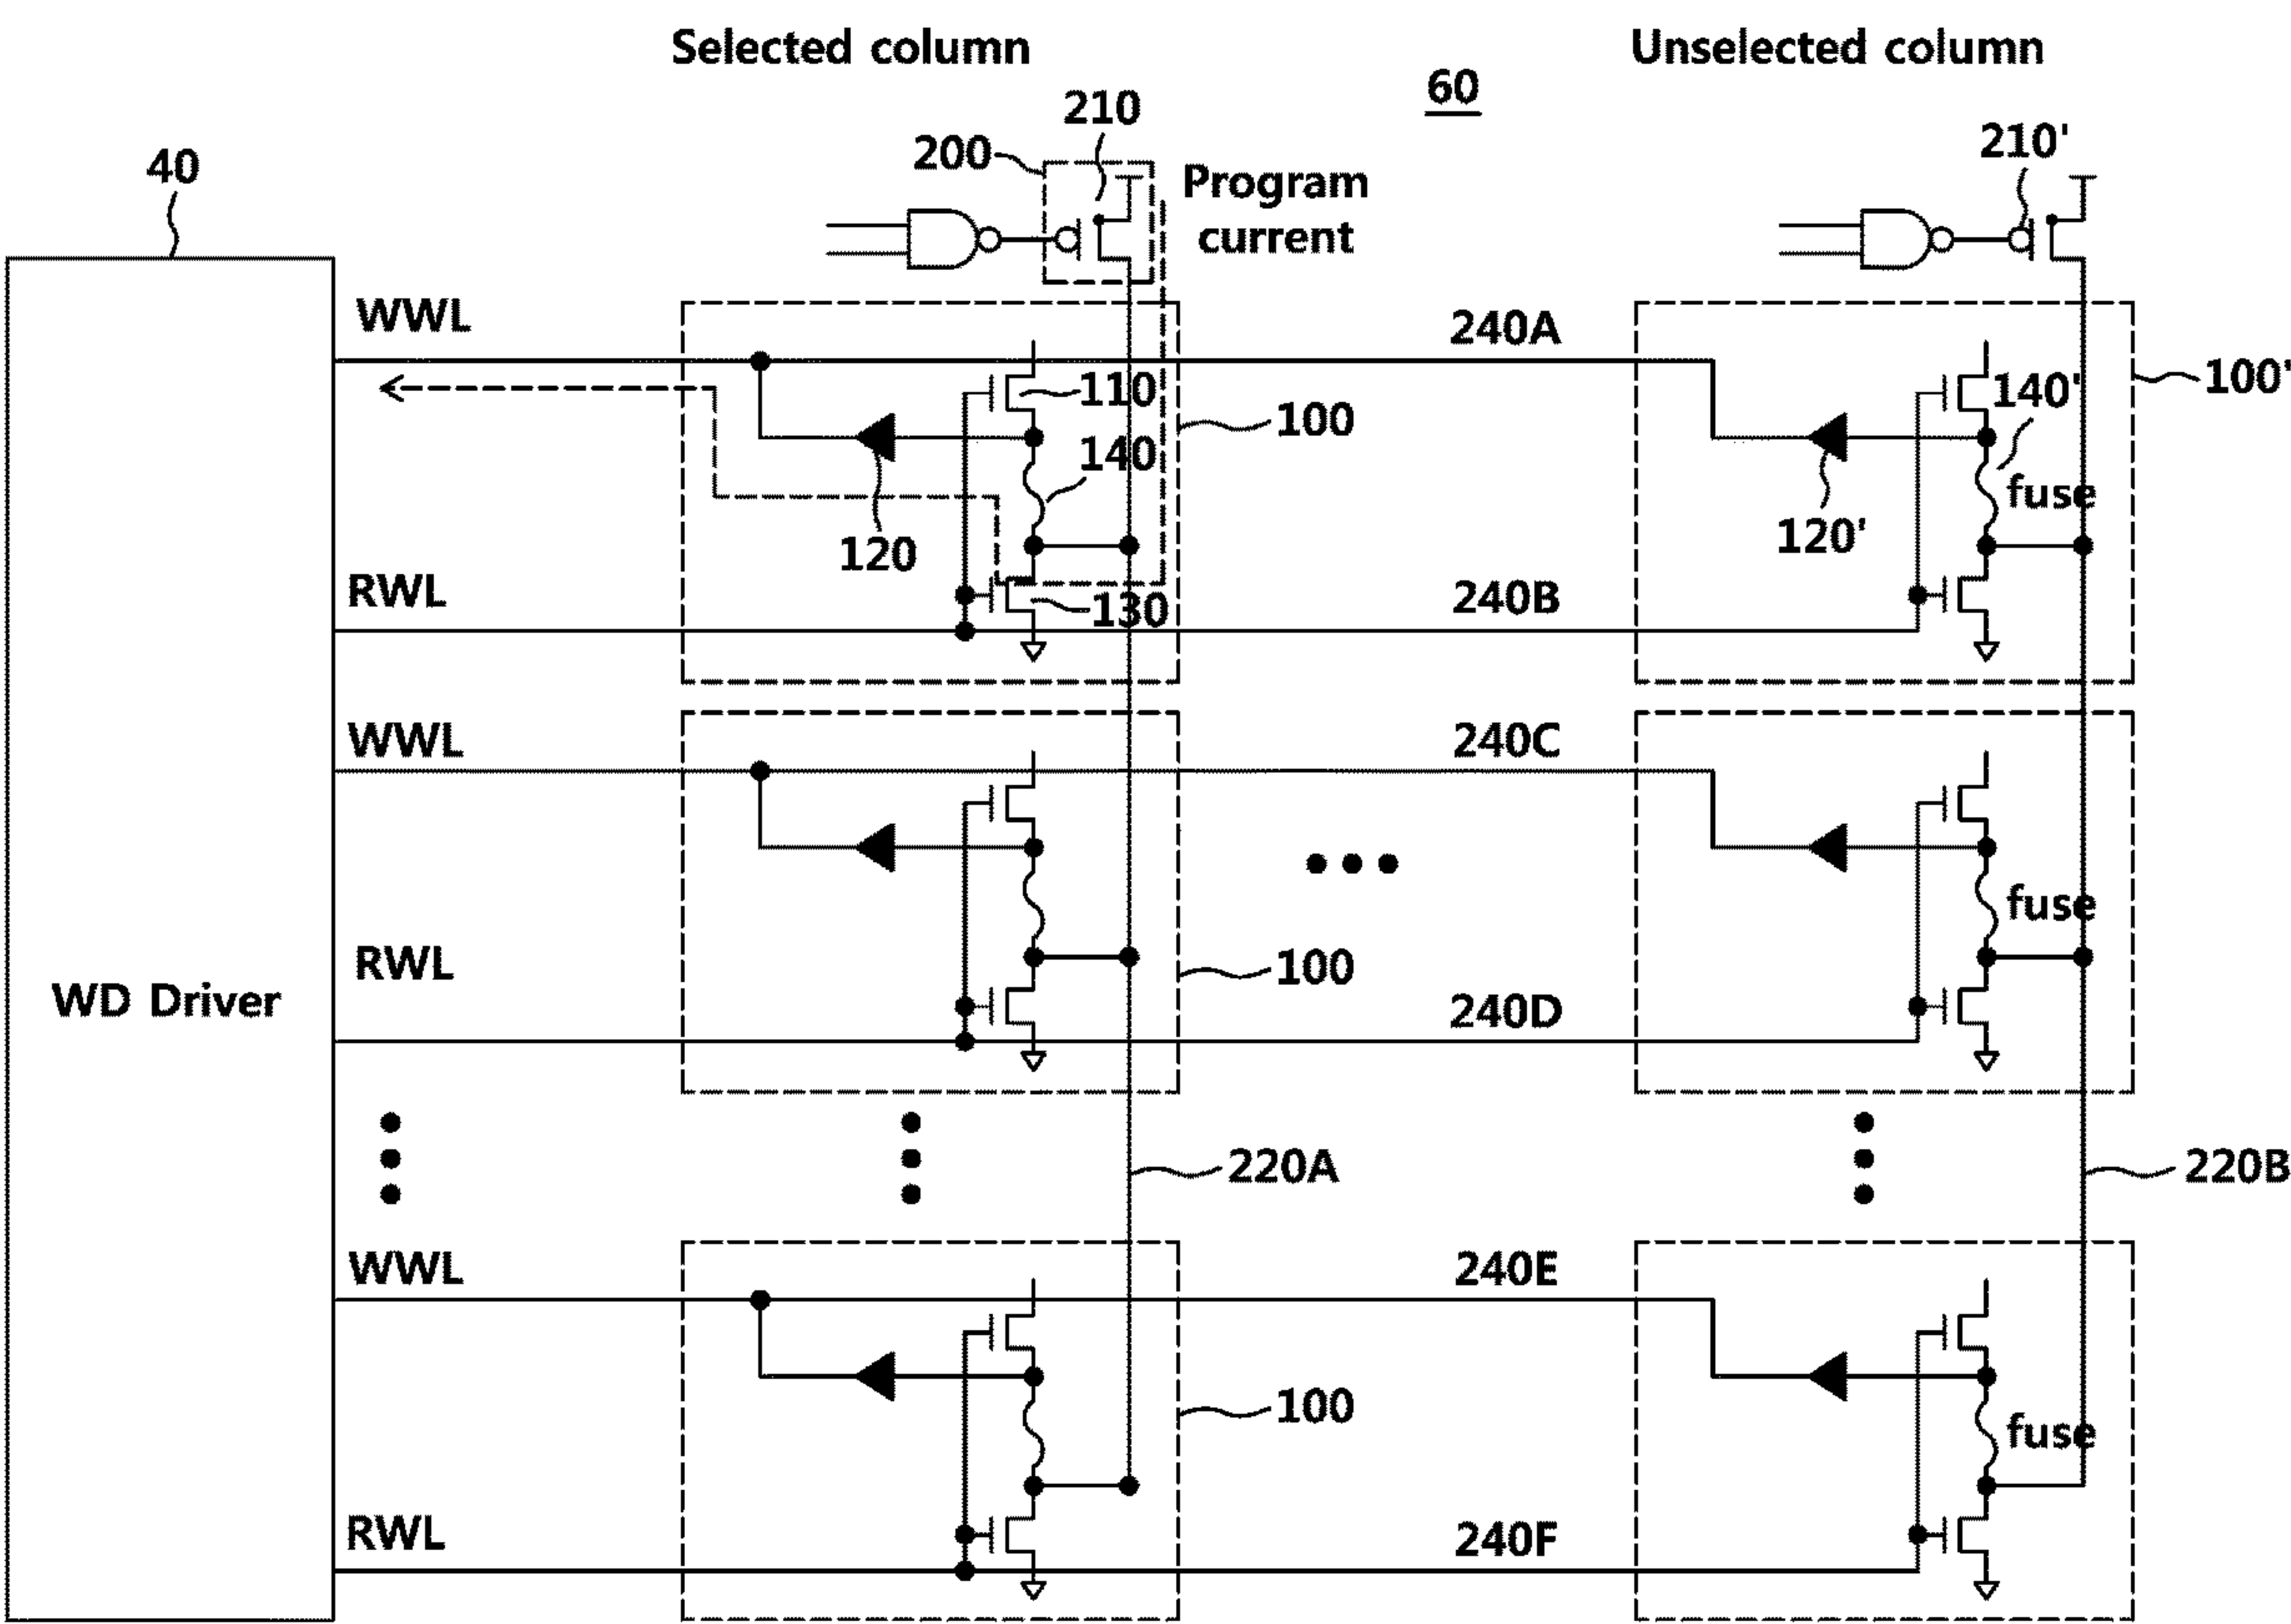 Selected column
Unselected column
60
210
210'
200
40
Program
current
WWL
240A
110
140'
100'
100
140
fuse
120
120'
RWL
240B
130
WWL
240C
fuse
RWL
100
WD Driver
240D
220A
220B
WWL
240E
100
fuse
RWL
240F